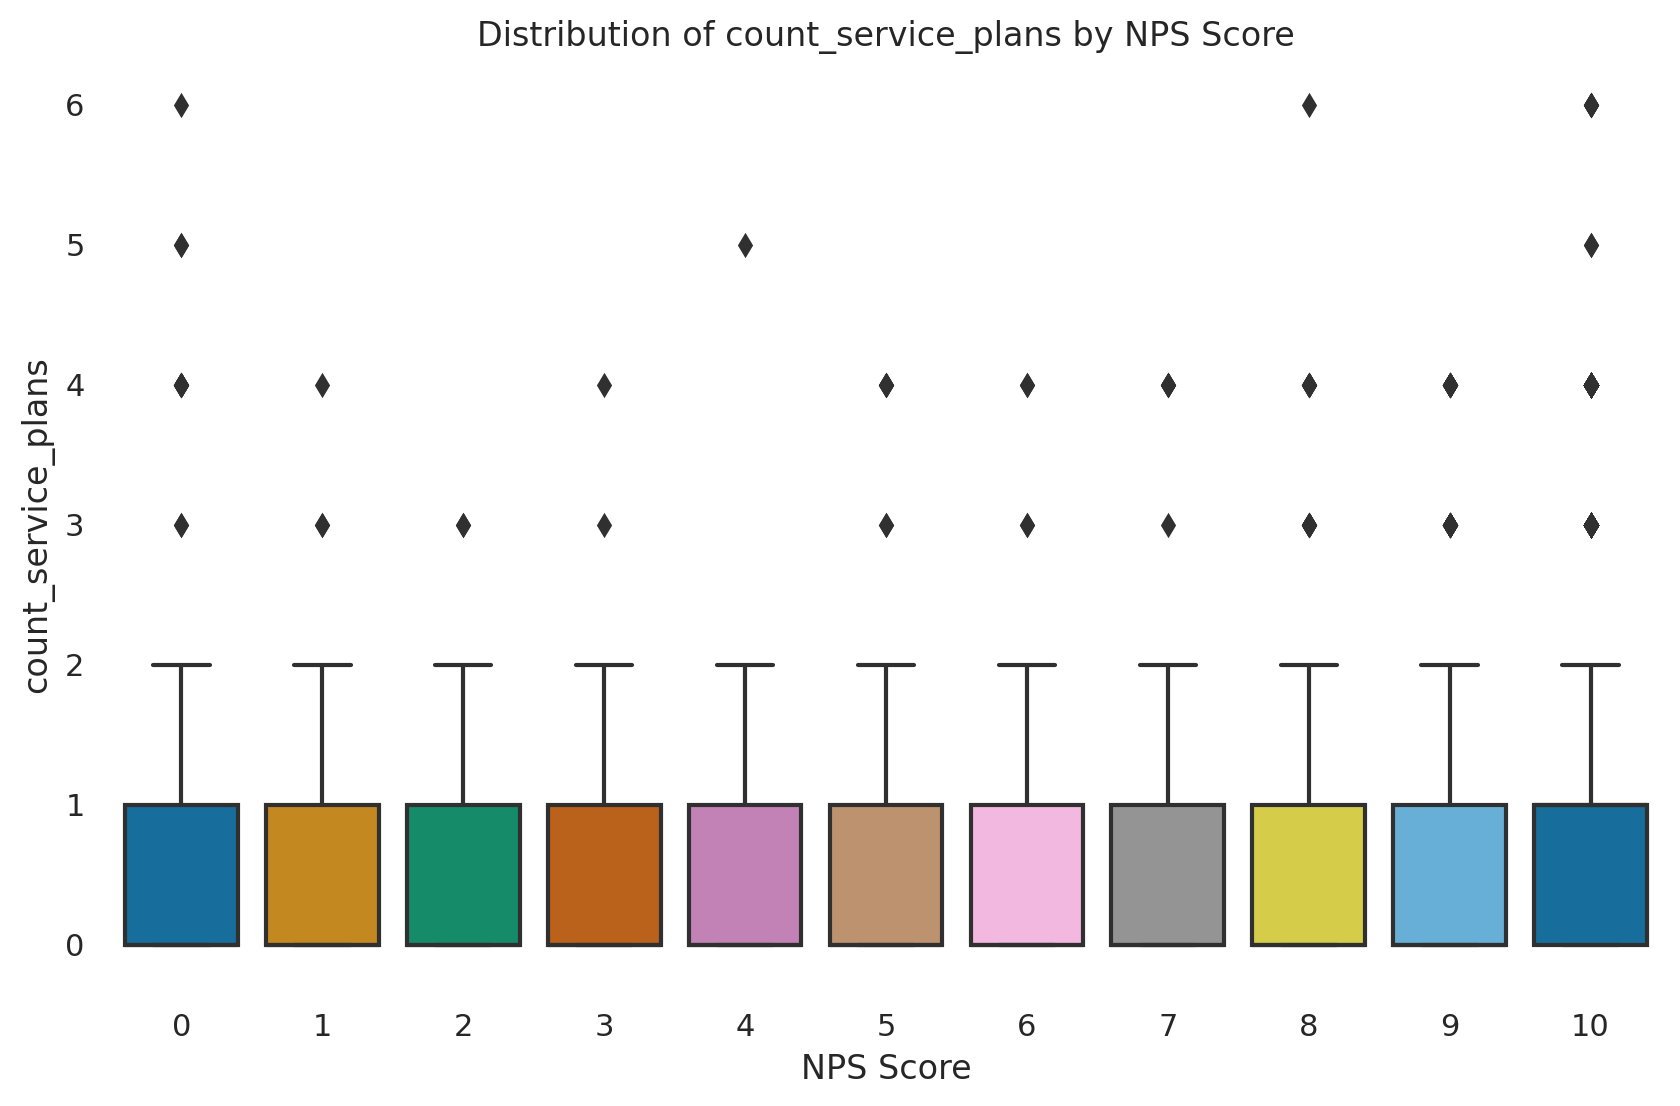 Distribution of count_service_plans by NPS Score
6
5
4
3
2
1
0
count_service_plans
0 1 2 3 4 5 6 7 8 9 10
NPS Score